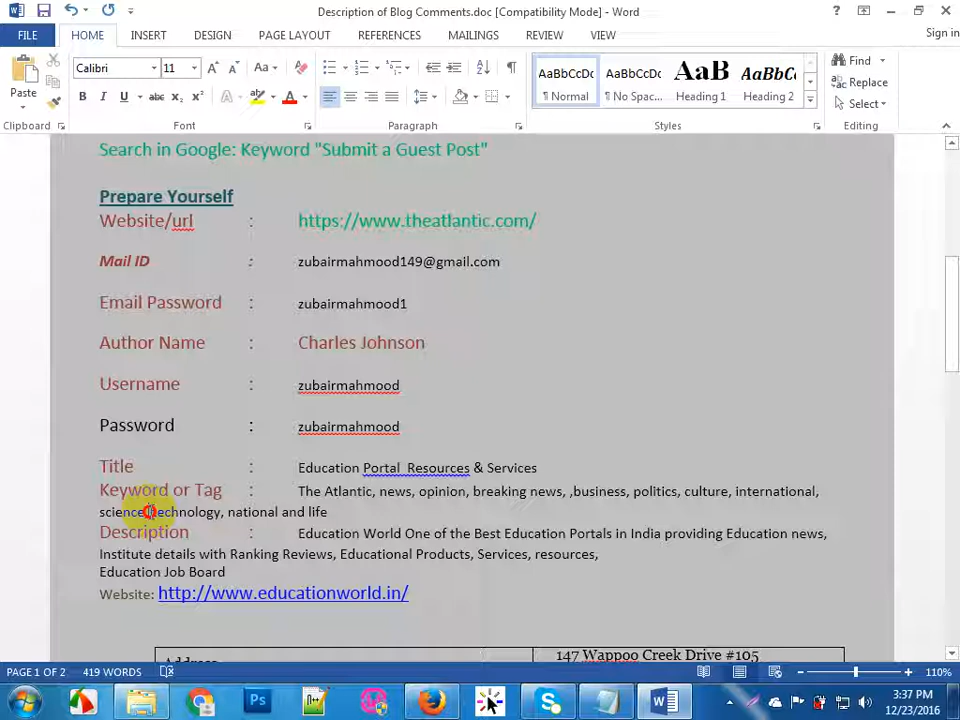 Description of Blog Comments.doc [Compatibility Mode] - Word
Sign in
FILE HOME INSERT DESIGN PAGE LAYOUT REFERENCES MAILINGS REVIEW VIEW
Paste
Calibri 11
AaBbCcDc AaBbCcDc AaB AaBbCc
¶ Normal ¶ No Spac... Heading 1 Heading 2
Find
Replace
Select
Clipboard Font Paragraph Styles Editing
Search in Google: Keyword "Submit a Guest Post"
Prepare Yourself
Website/url : https://www.theatlantic.com/
Mail ID : zubairmahmood149@gmail.com
Email Password : zubairmahmood1
Author Name : Charles Johnson
Username : zubairmahmood
Password : zubairmahmood
Title : Education Portal Resources & Services
Keyword or Tag : The Atlantic, news, opinion, breaking news, ,business, politics, culture, international,
science, technology, national and life
Description : Education World One of the Best Education Portals in India providing Education news,
Institute details with Ranking Reviews, Educational Products, Services, resources,
Education Job Board
Website: http://www.educationworld.in/
Address 147 Wappoo Creek Drive #105
PAGE 1 OF 2 419 WORDS 110%
3:37 PM
12/23/2016